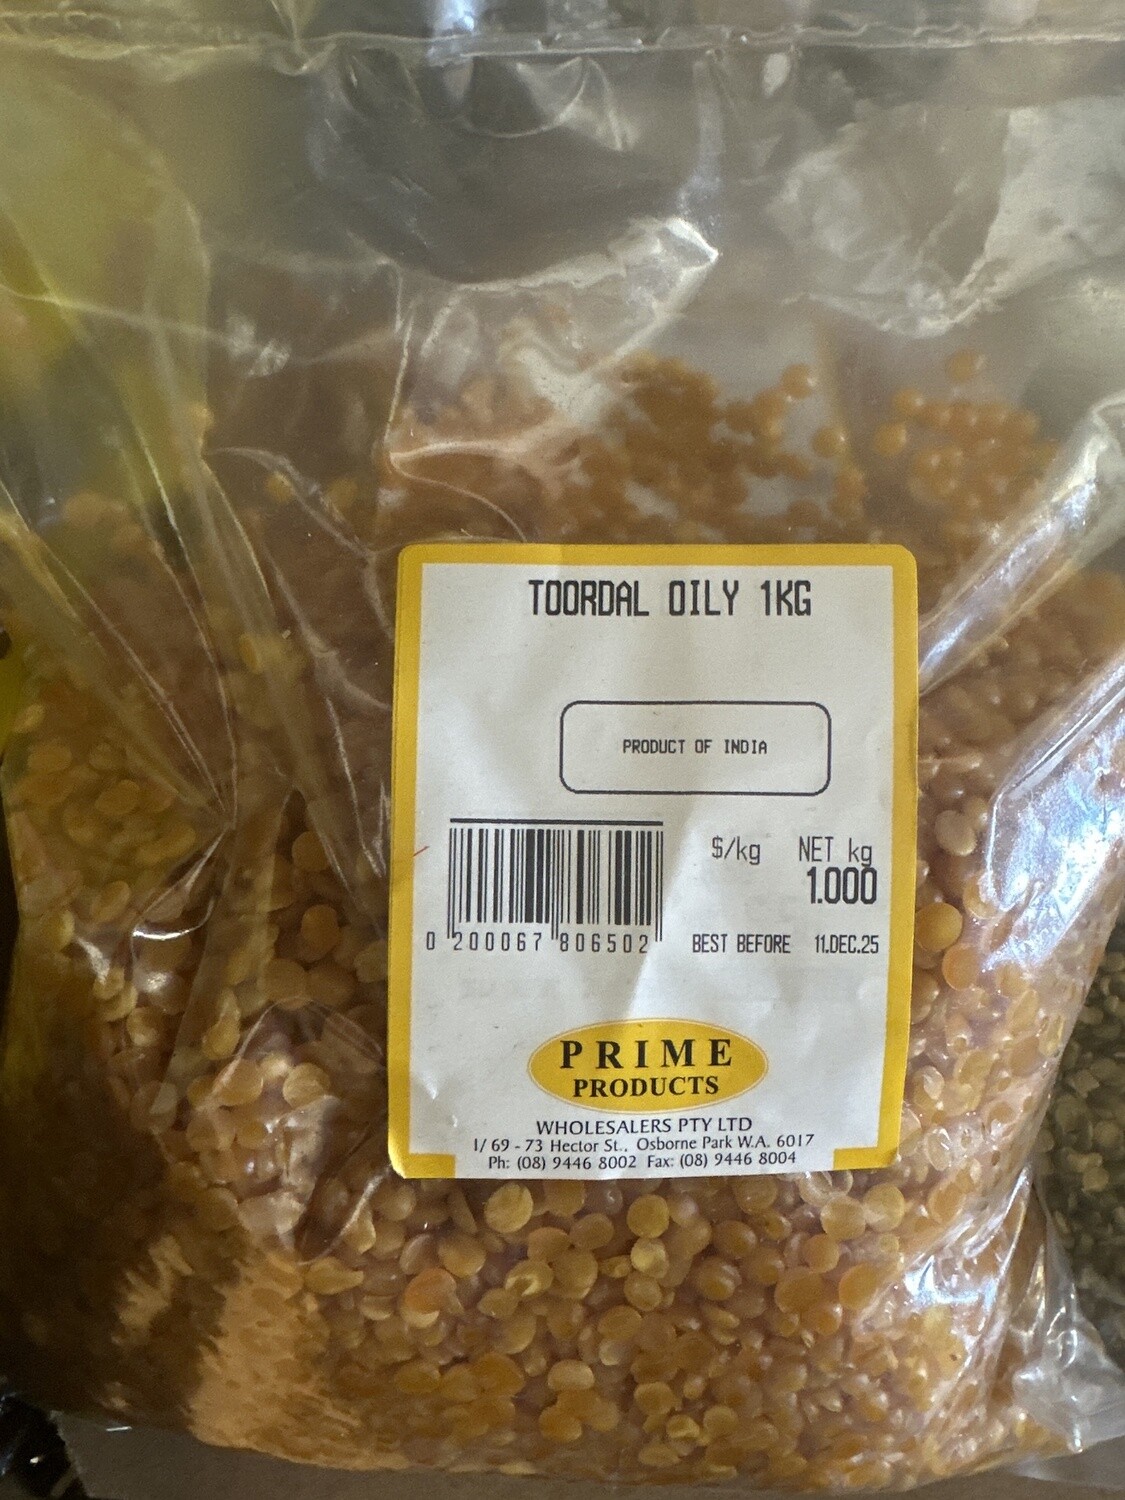 TOORDAL OILY 1KG
PRODUCT OF INDIA
$/kg NET kg
1.000
0 200067 806502
BEST BEFORE 11.DEC.25
PRIME
PRODUCTS
WHOLESALERS PTY LTD
1/ 69 - 73 Hector St., Osborne Park W.A. 6017
Ph: (08) 9446 8002 Fax: (08) 9446 8004